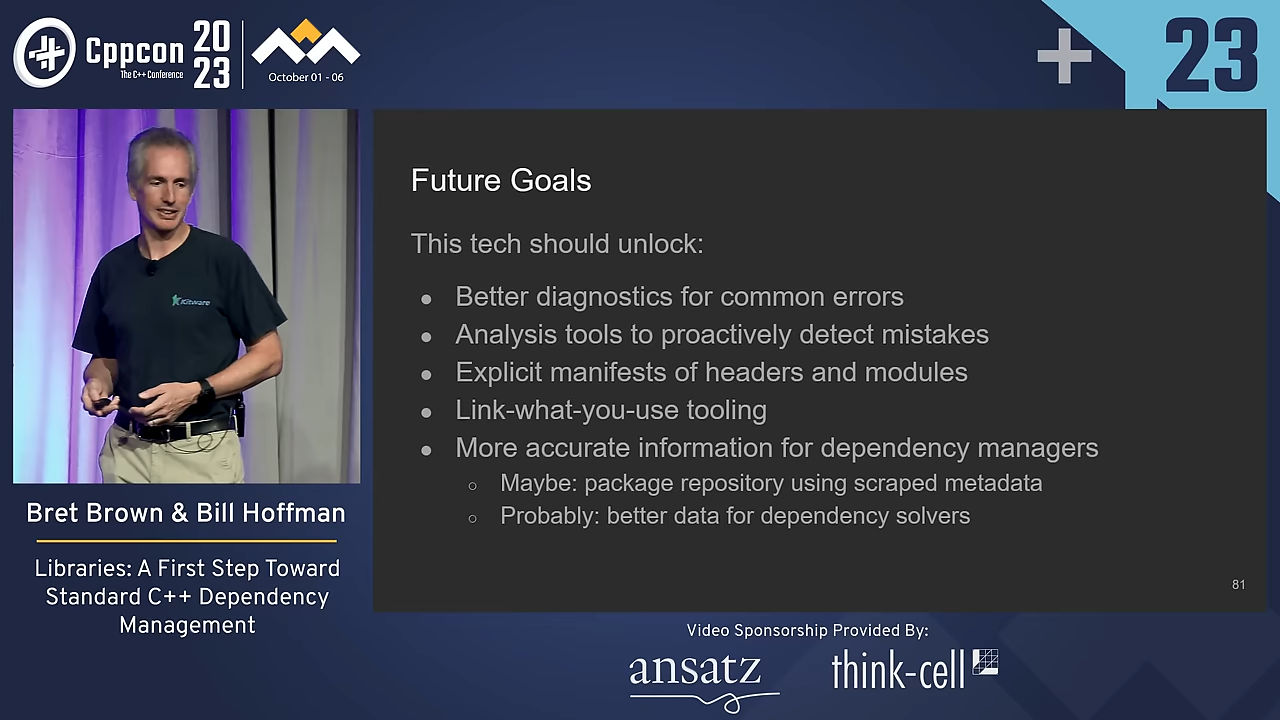 Cppcon
The C++ Conference
20
23
October 01 - 06
23
Kitware
Future Goals
This tech should unlock:
● Better diagnostics for common errors
● Analysis tools to proactively detect mistakes
● Explicit manifests of headers and modules
● Link-what-you-use tooling
● More accurate information for dependency managers
○ Maybe: package repository using scraped metadata
○ Probably: better data for dependency solvers
81
Bret Brown & Bill Hoffman
Libraries: A First Step Toward
Standard C++ Dependency
Management
Video Sponsorship Provided By:
ansatz
think-cell